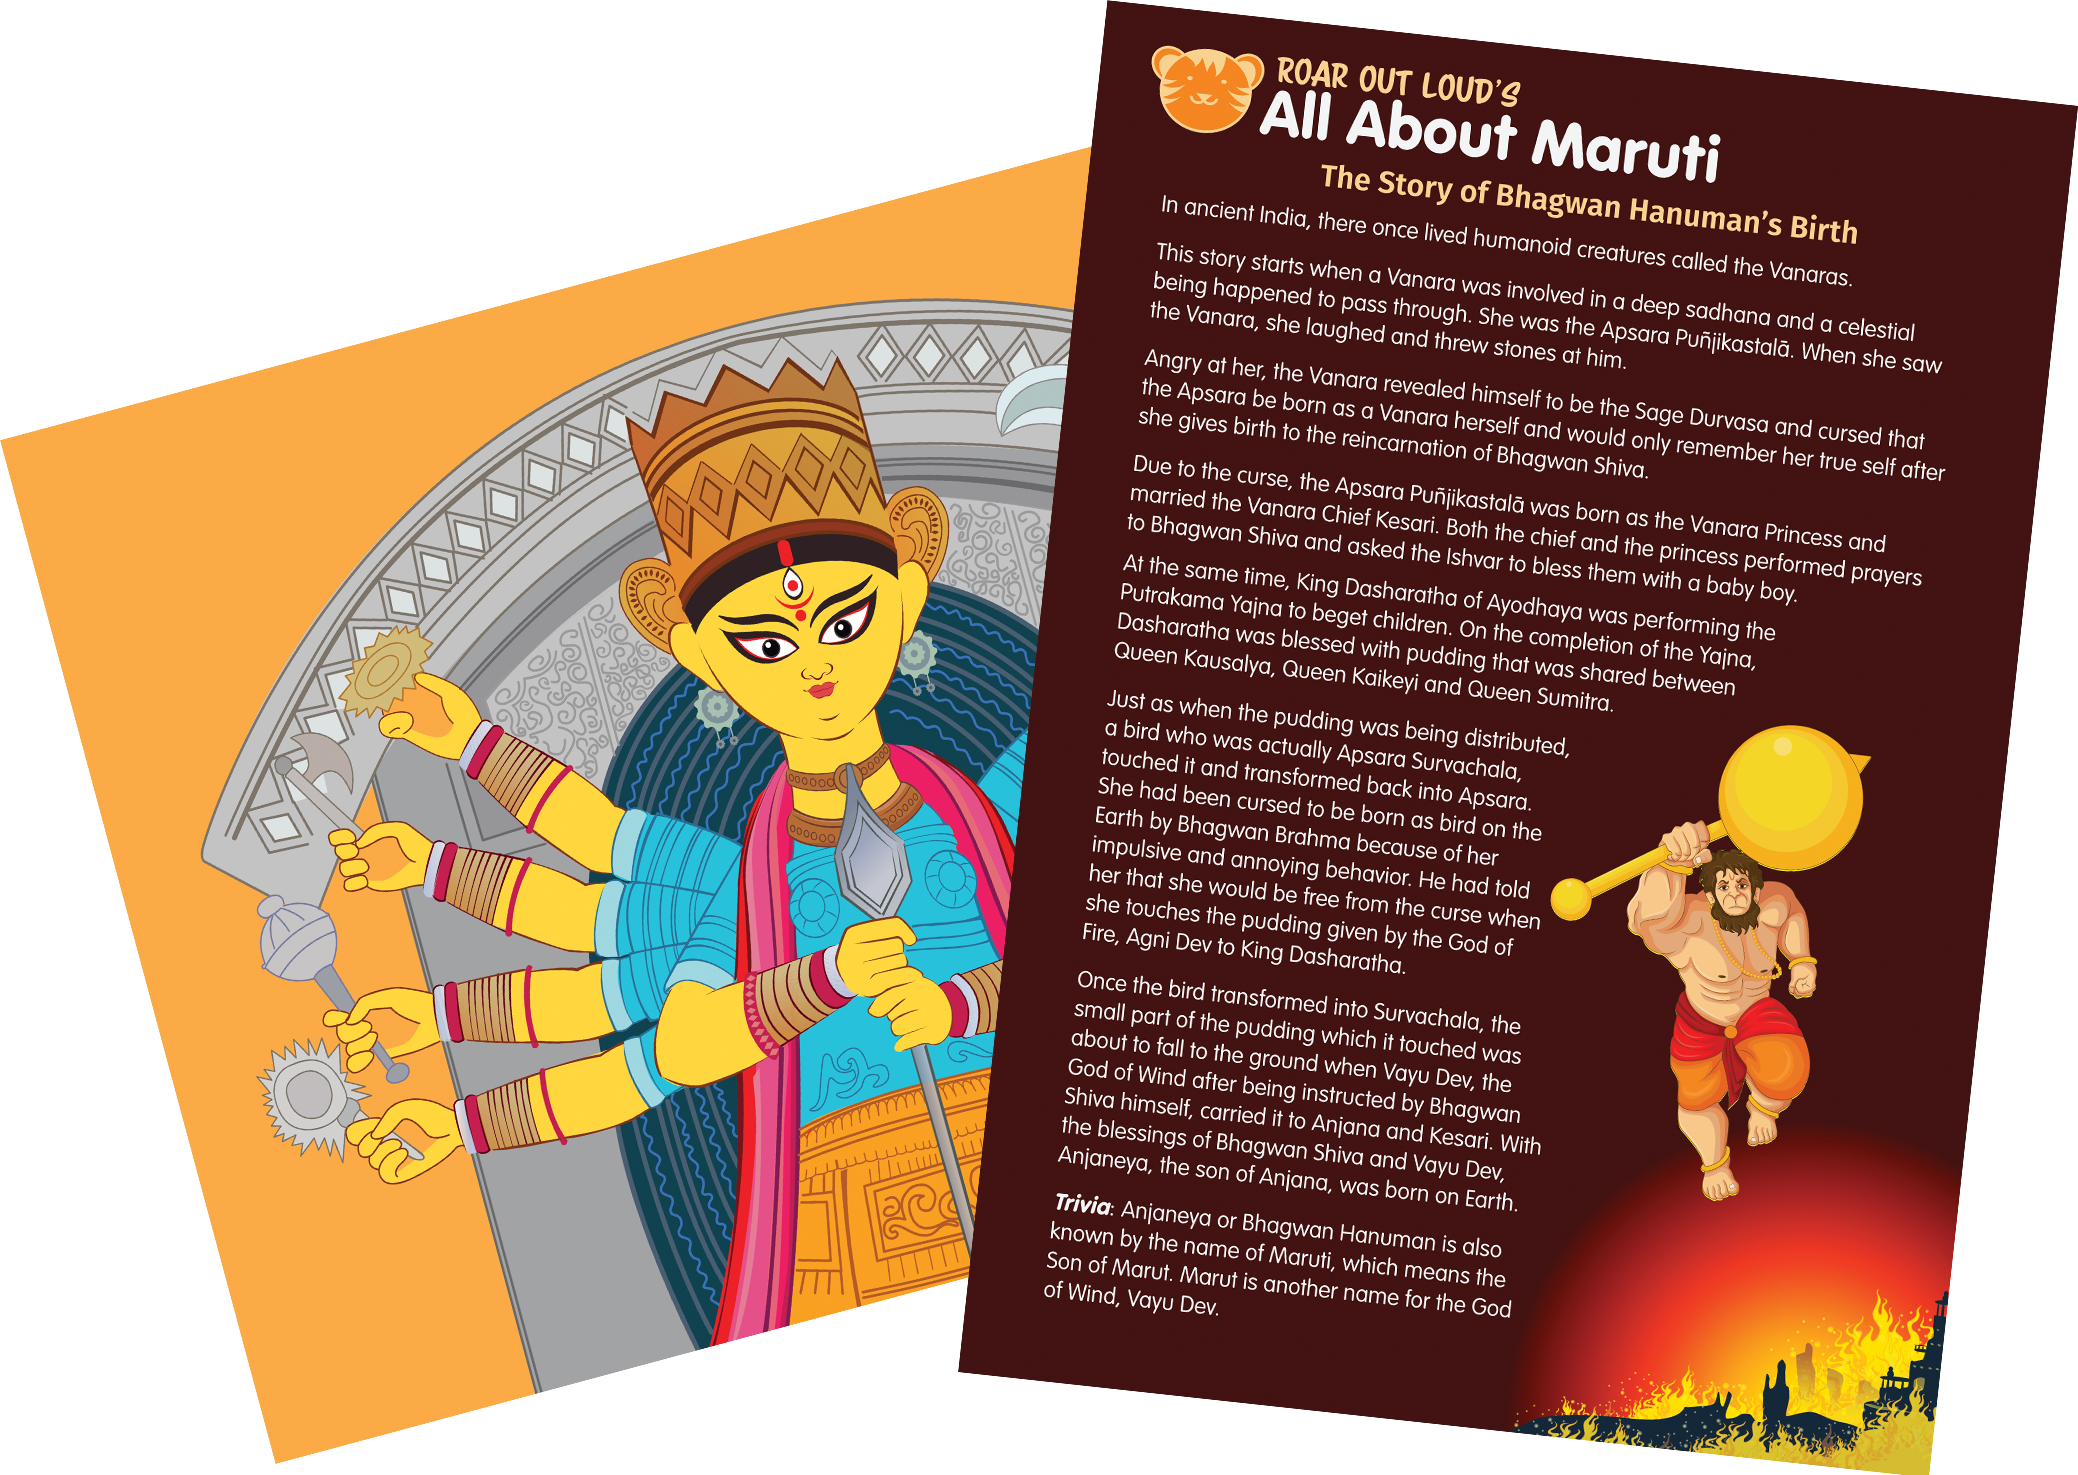 ROAR OUT LOUD'S
All About Maruti
The Story of Bhagwan Hanuman's Birth
In ancient India, there once lived humanoid creatures called the Vanaras.
This story starts when a Vanara was involved in a deep sadhana and a celestial
being happened to pass through. She was the Apsara Puñjikastalā. When she saw
the Vanara, she laughed and threw stones at him.
Angry at her, the Vanara revealed himself to be the Sage Durvasa and cursed that
the Apsara be born as a Vanara herself and would only remember her true self after
she gives birth to the reincarnation of Bhagwan Shiva.
Due to the curse, the Apsara Puñjikastalā was born as the Vanara Princess and
married the Vanara Chief Kesari. Both the chief and the princess performed prayers
to Bhagwan Shiva and asked the Ishvar to bless them with a baby boy.
At the same time, King Dasharatha of Ayodhaya was performing the
Putrakama Yajna to beget children. On the completion of the Yajna,
Dasharatha was blessed with pudding that was shared between
Queen Kausalya, Queen Kaikeyi and Queen Sumitra.
Just as when the pudding was being distributed,
a bird who was actually Apsara Survachala,
touched it and transformed back into Apsara.
She had been cursed to be born as bird on the
Earth by Bhagwan Brahma because of her
impulsive and annoying behavior. He had told
her that she would be free from the curse when
she touches the pudding given by the God of
Fire, Agni Dev to King Dasharatha.
Once the bird transformed into Survachala, the
small part of the pudding which it touched was
about to fall to the ground when Vayu Dev, the
God of Wind after being instructed by Bhagwan
Shiva himself, carried it to Anjana and Kesari. With
the blessings of Bhagwan Shiva and Vayu Dev,
Anjaneya, the son of Anjana, was born on Earth.
Trivia: Anjaneya or Bhagwan Hanuman is also
known by the name of Maruti, which means the
Son of Marut. Marut is another name for the God
of Wind, Vayu Dev.